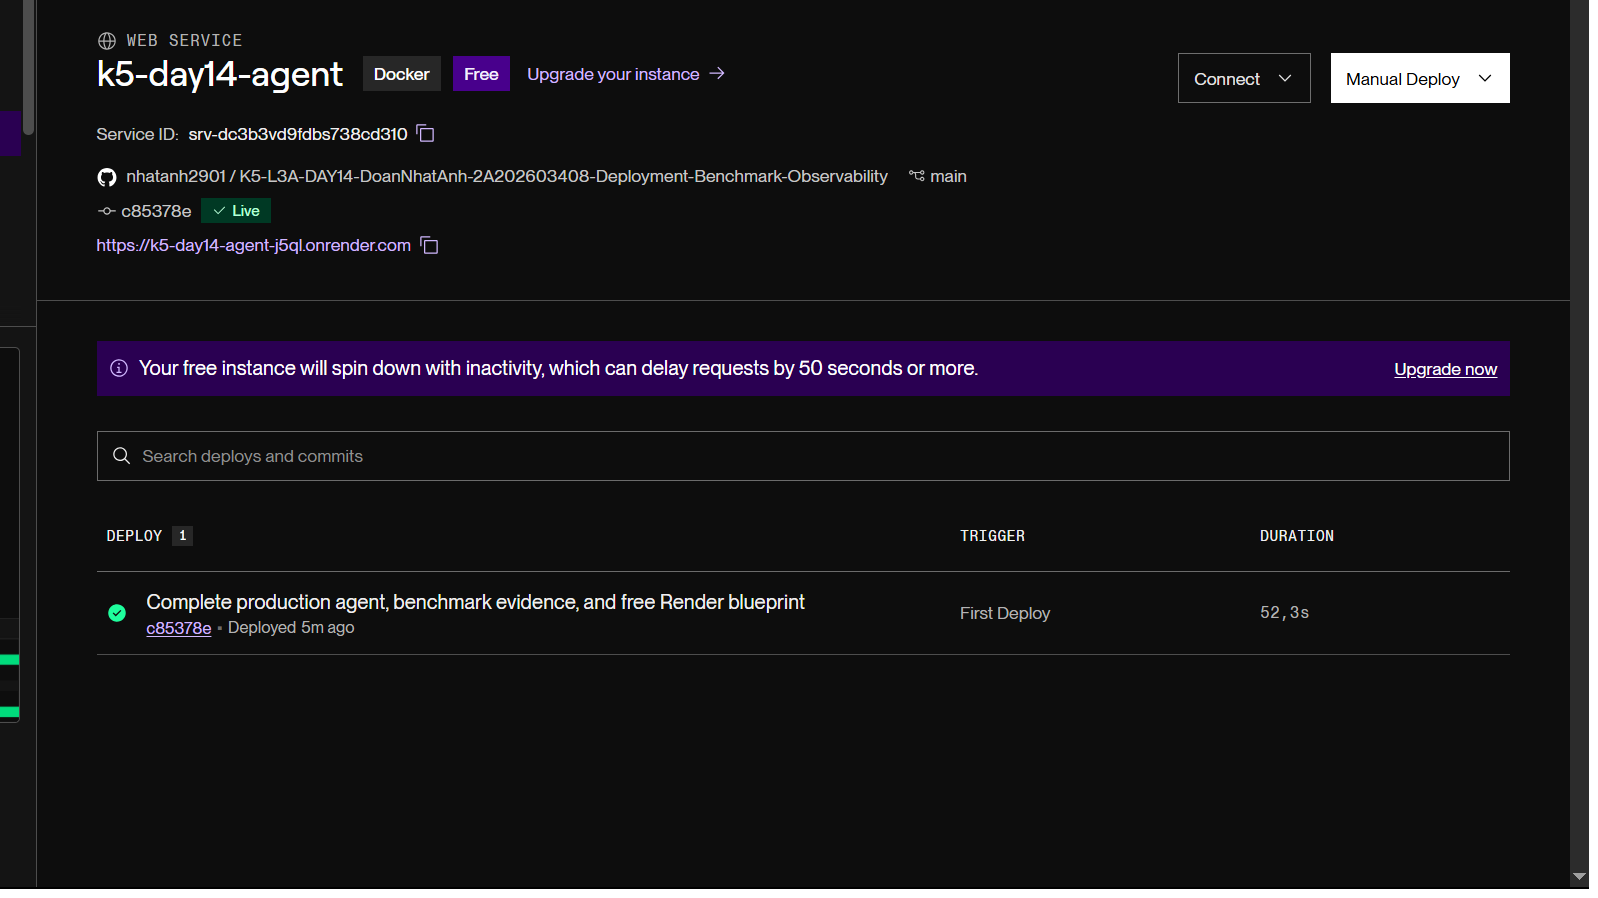 WEB SERVICE
k5-day14-agent Docker Free Upgrade your instance →
Connect Manual Deploy
Service ID: srv-dc3b3vd9fdbs738cd310
nhatanh2901 / K5-L3A-DAY14-DoanNhatAnh-2A202603408-Deployment-Benchmark-Observability main
c85378e Live
https://k5-day14-agent-j5ql.onrender.com
Your free instance will spin down with inactivity, which can delay requests by 50 seconds or more. Upgrade now
Search deploys and commits
DEPLOY 1 TRIGGER DURATION
Complete production agent, benchmark evidence, and free Render blueprint
c85378e Deployed 5m ago
First Deploy 52,3s